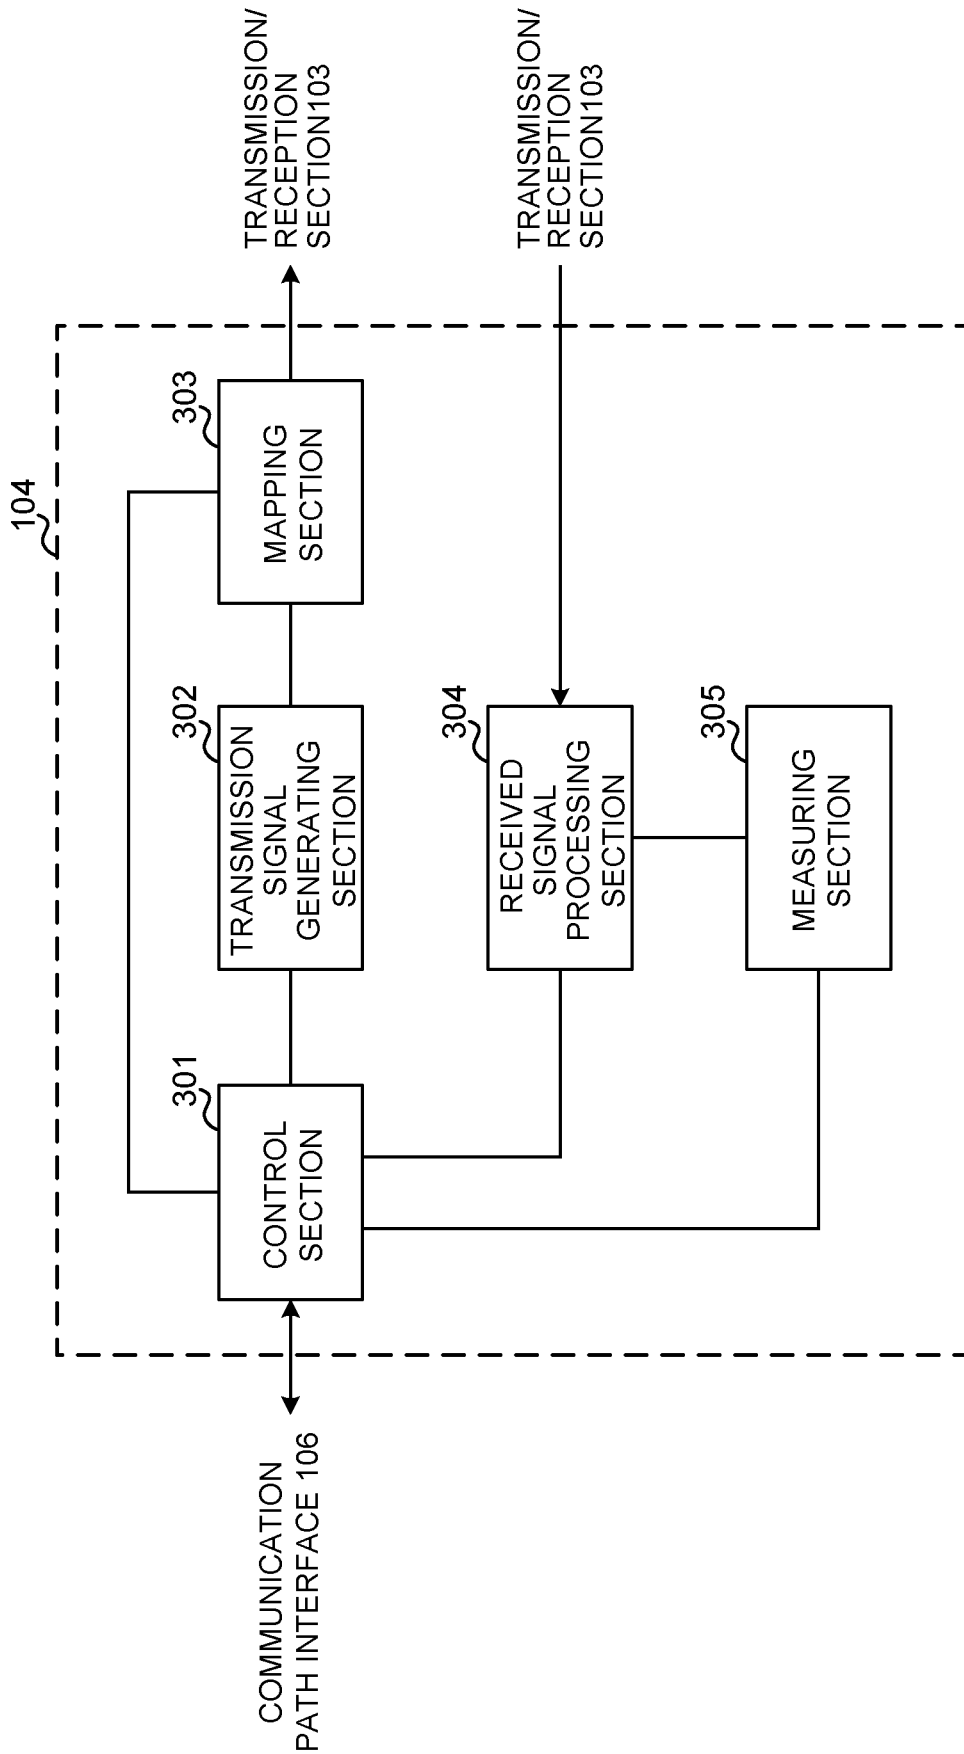 104
COMMUNICATION
PATH INTERFACE 106
301
CONTROL
SECTION
302
TRANSMISSION
SIGNAL
GENERATING
SECTION
303
MAPPING
SECTION
TRANSMISSION/
RECEPTION
SECTION103
304
RECEIVED
SIGNAL
PROCESSING
SECTION
TRANSMISSION/
RECEPTION
SECTION103
305
MEASURING
SECTION